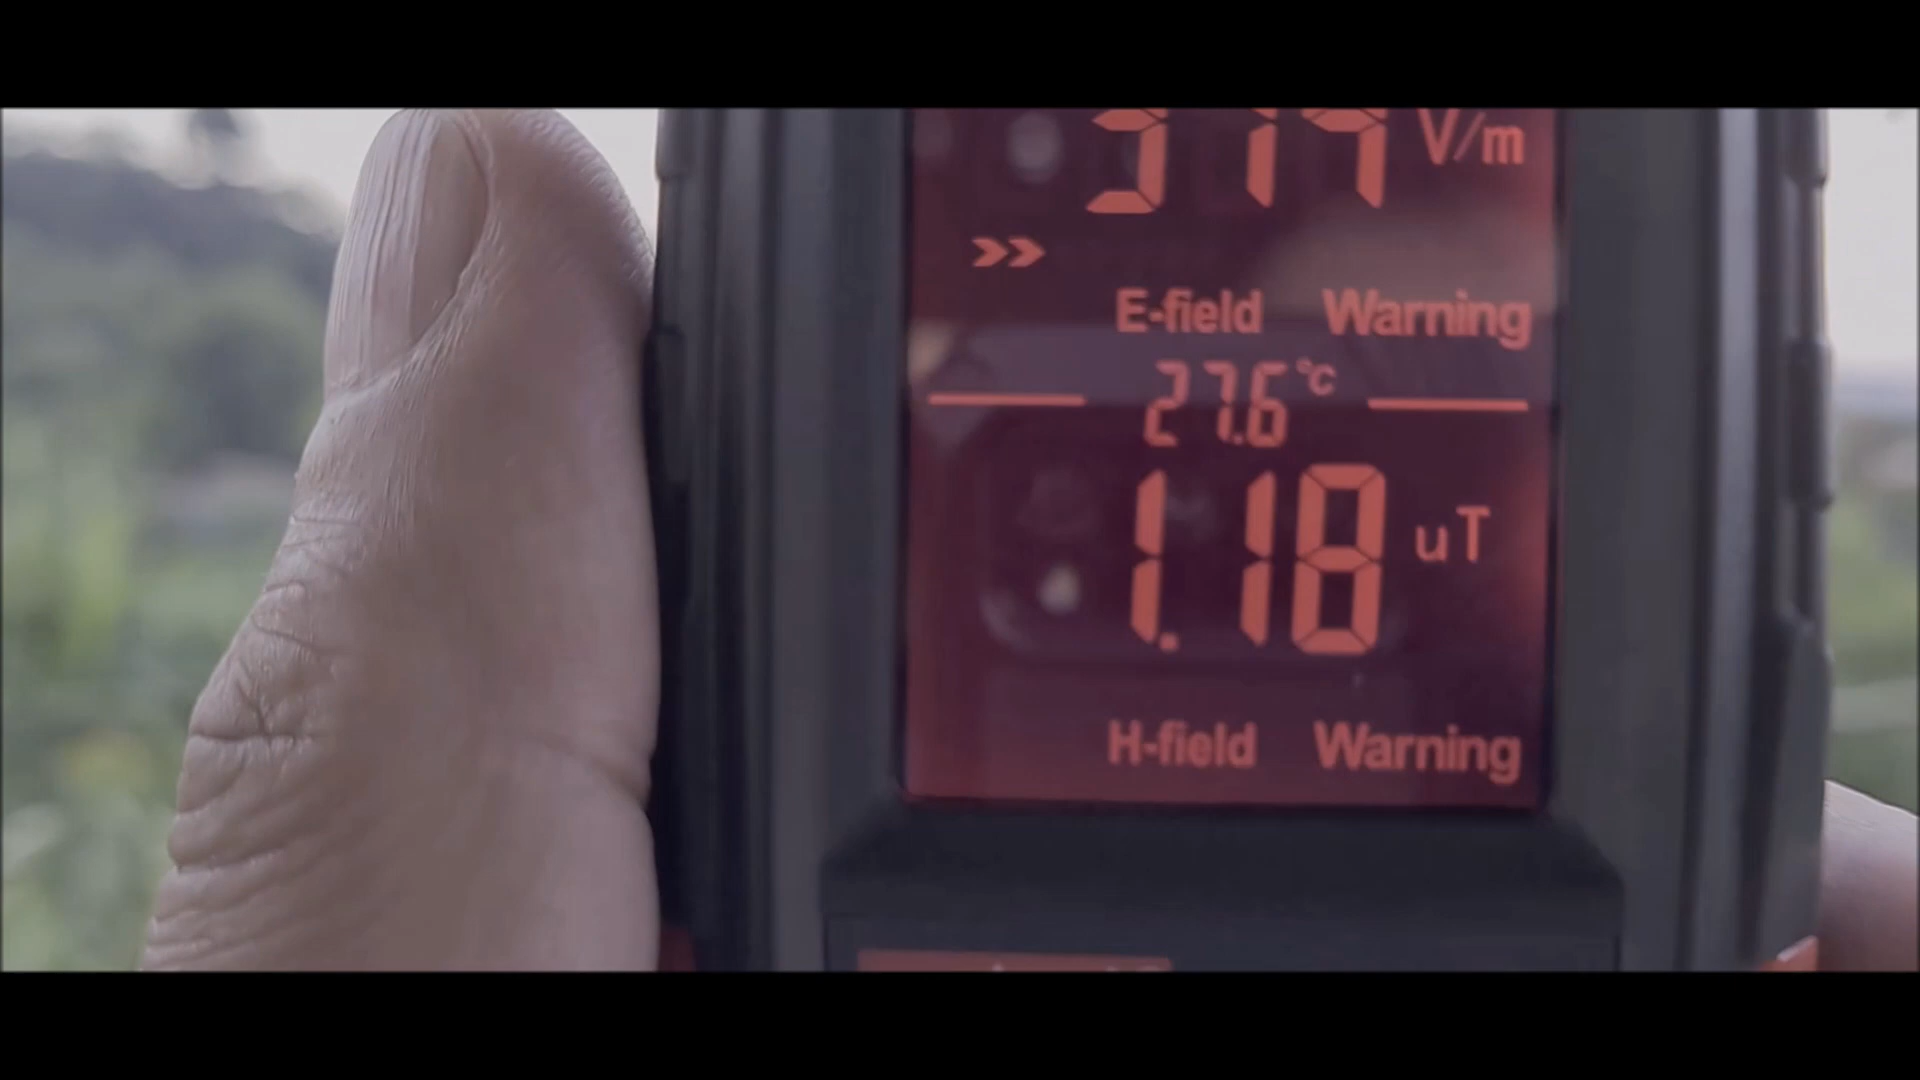 V/m
E-field Warning
27.6 °C
1.18 uT
H-field Warning